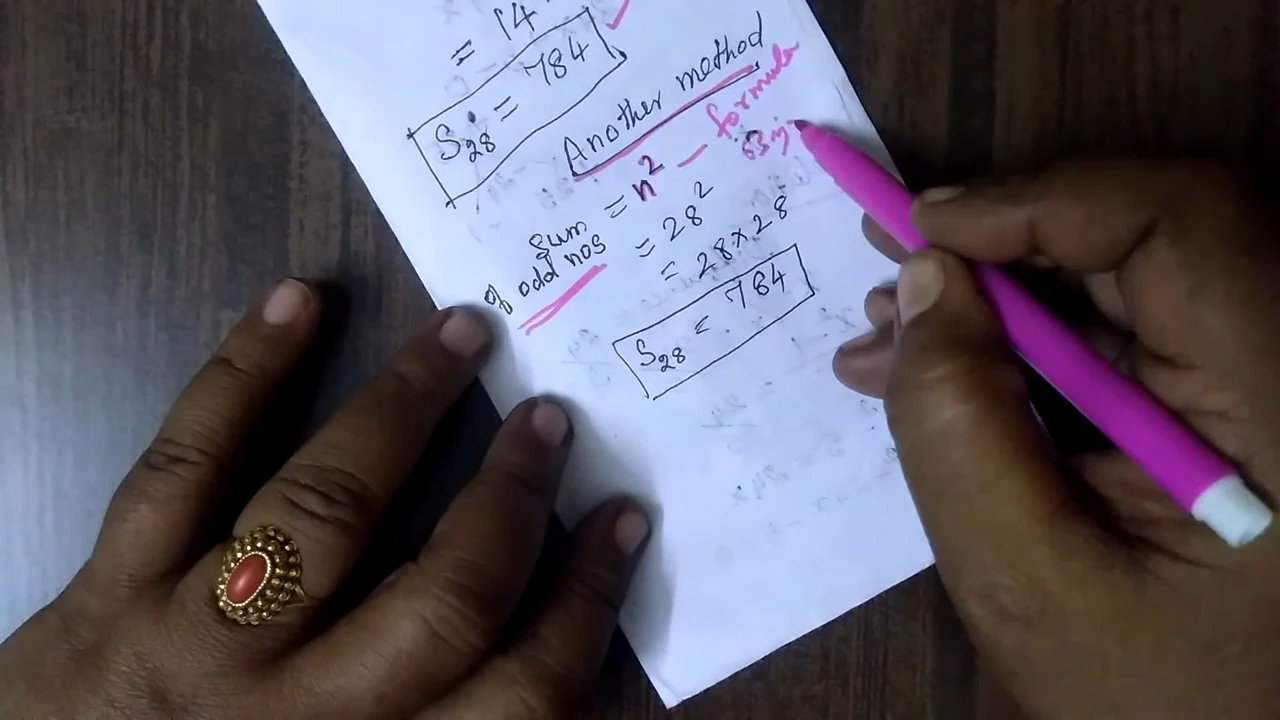 = 14
S28 = 784
Another method
Sum = n² – formula
of odd nos = 28²
= 28×28
S28 = 784